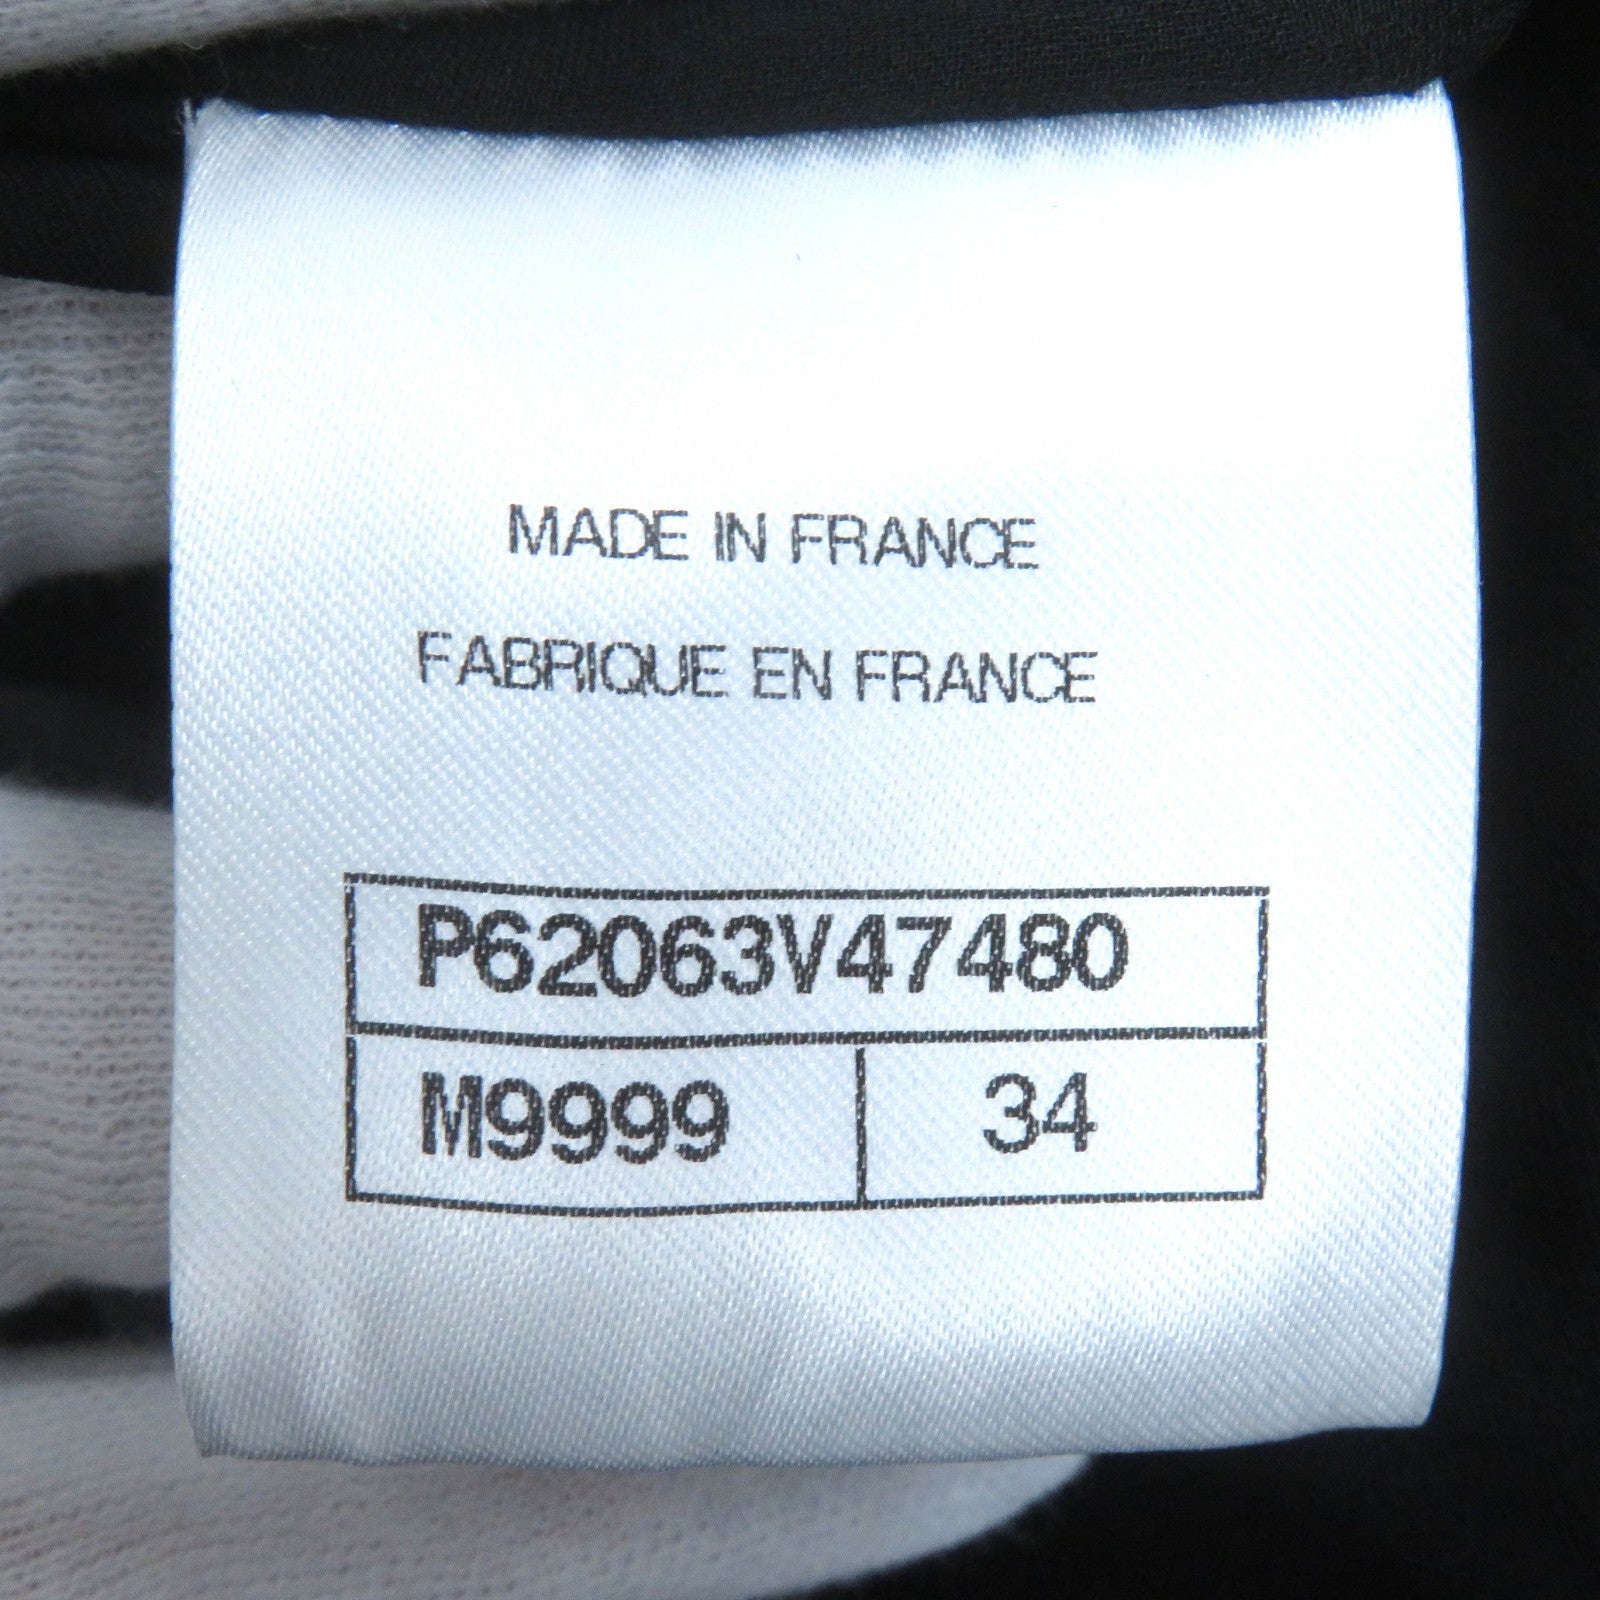 MADE IN FRANCE
FABRIQUE EN FRANCE
P62063V47480
M9999 34